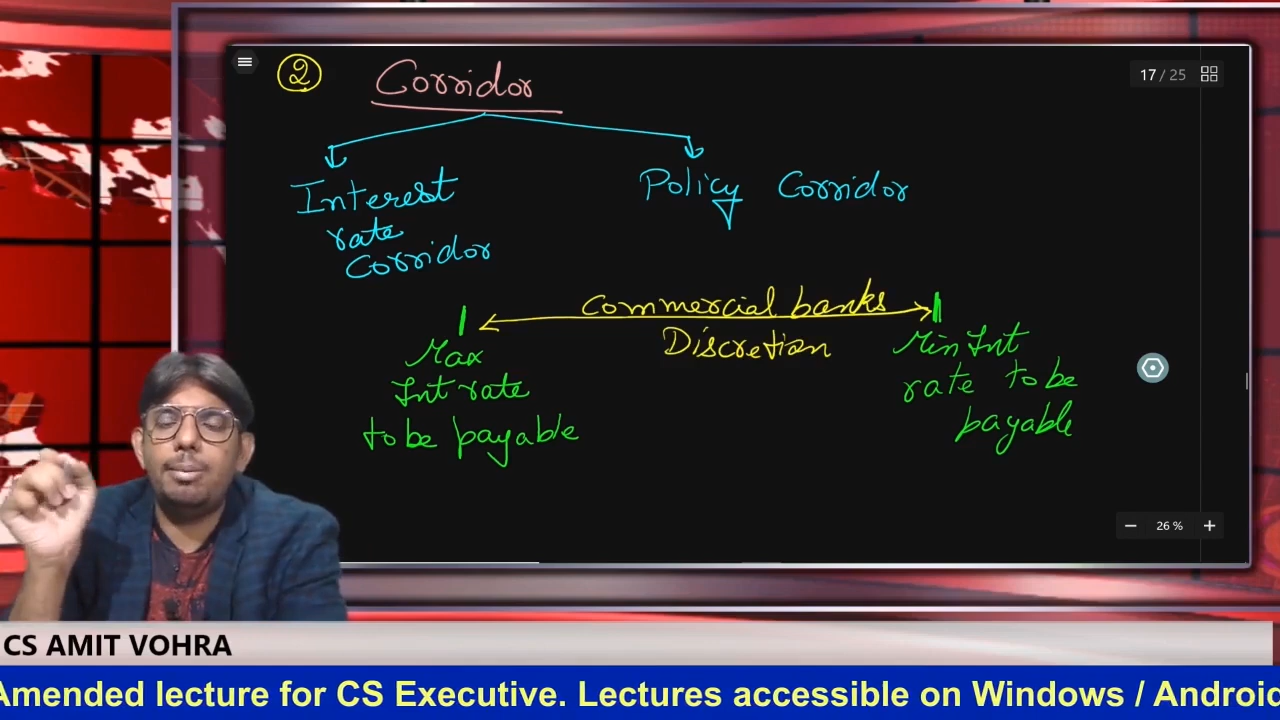 17 / 25
②
Corridor
Interest
rate
Corridor
Policy Corridor
Commercial banks
Discretion
Max
Int rate
to be payable
Min Int
rate to be
payable
26 %
CS AMIT VOHRA
Amended lecture for CS Executive. Lectures accessible on Windows / Android